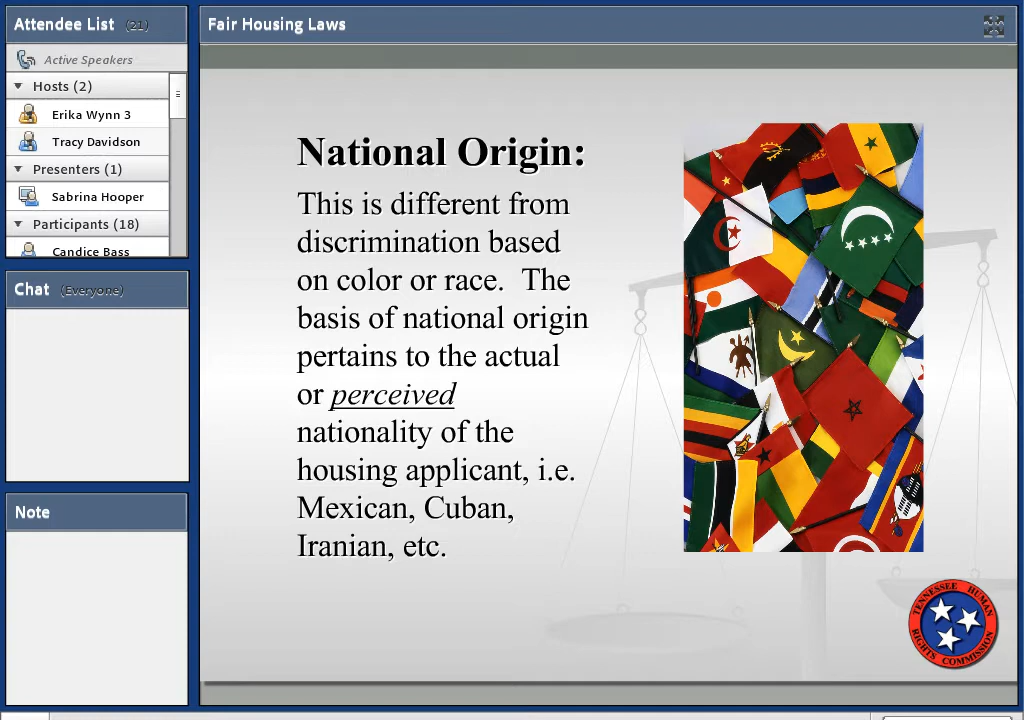 Attendee List (21)
Active Speakers
Hosts (2)
Erika Wynn 3
Tracy Davidson
Presenters (1)
Sabrina Hooper
Participants (18)
Candice Bass
Chat (Everyone)
Note
Fair Housing Laws
National Origin:
This is different from
discrimination based
on color or race. The
basis of national origin
pertains to the actual
or perceived
nationality of the
housing applicant, i.e.
Mexican, Cuban,
Iranian, etc.
TENNESSEE HUMAN
RIGHTS COMMISSION